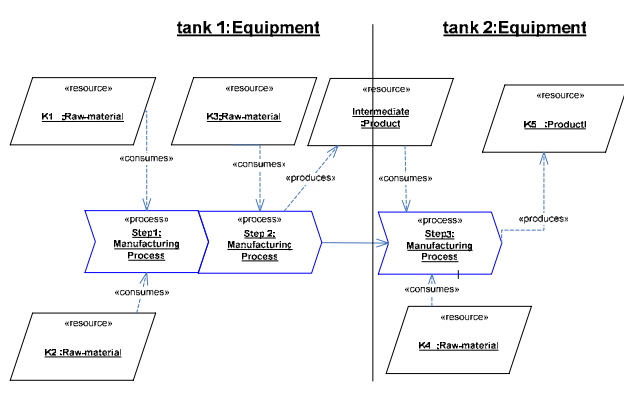 tank 1:Equipment
tank 2:Equipment
«resource»
K1 :Raw-material
«resource»
K3:Raw-material
«resource»
Intermediate
:Product
«resource»
K5 :Productl
«consumes»
«consumes»
«produces»
«consumes»
«process»
Step1:
Manufacturing
Process
«process»
Step 2:
Manufacturing
Process
«process»
Step3:
Manufacturing
Process
«produces»
«consumes»
«consumes»
«resource»
K2:Raw-material
«resource»
K4 :Raw-material